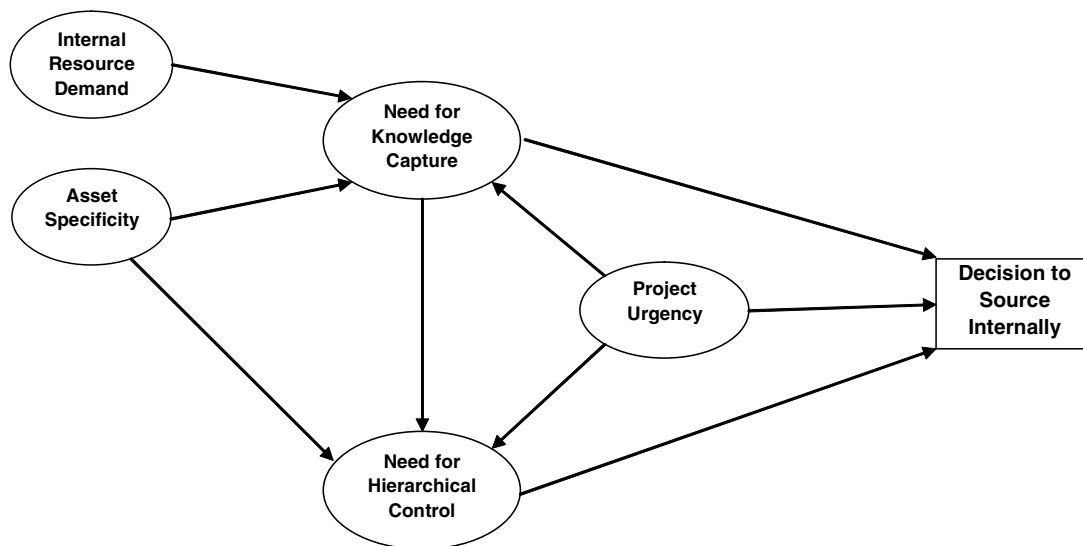 Internal
Resource
Demand
Need for
Knowledge
Capture
Asset
Specificity
Project
Urgency
Decision to
Source
Internally
Need for
Hierarchical
Control